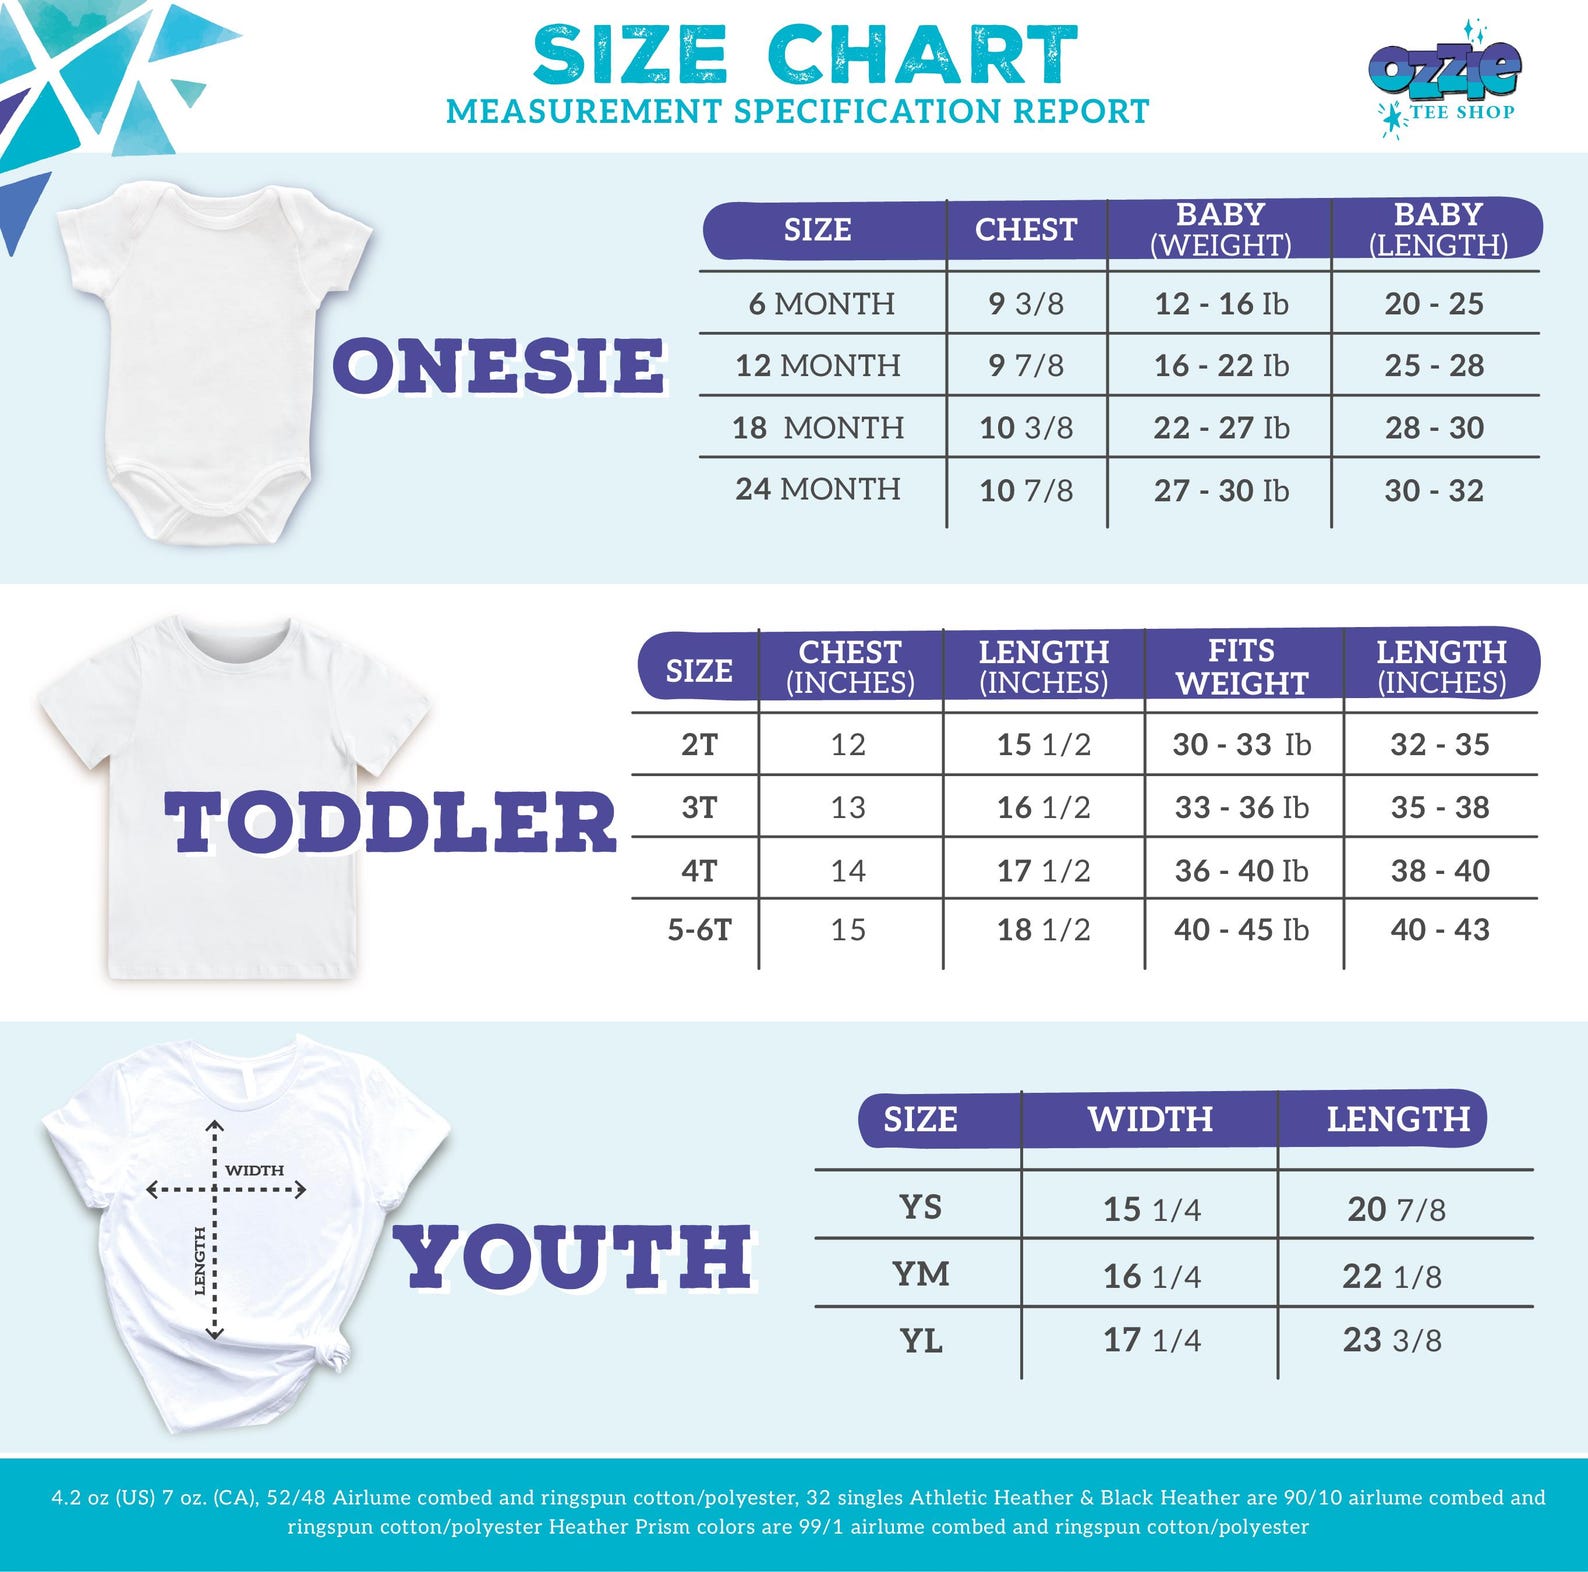 SIZE CHART
MEASUREMENT SPECIFICATION REPORT
OZZIE
TEE SHOP
ONESIE
SIZE CHEST BABY (WEIGHT) BABY (LENGTH)
6 MONTH 9 3/8 12 - 16 Ib 20 - 25
12 MONTH 9 7/8 16 - 22 Ib 25 - 28
18 MONTH 10 3/8 22 - 27 Ib 28 - 30
24 MONTH 10 7/8 27 - 30 Ib 30 - 32
TODDLER
SIZE CHEST (INCHES) LENGTH (INCHES) FITS WEIGHT LENGTH (INCHES)
2T 12 15 1/2 30 - 33 Ib 32 - 35
3T 13 16 1/2 33 - 36 Ib 35 - 38
4T 14 17 1/2 36 - 40 Ib 38 - 40
5-6T 15 18 1/2 40 - 45 Ib 40 - 43
WIDTH
LENGTH
YOUTH
SIZE WIDTH LENGTH
YS 15 1/4 20 7/8
YM 16 1/4 22 1/8
YL 17 1/4 23 3/8
4.2 oz (US) 7 oz. (CA), 52/48 Airlume combed and ringspun cotton/polyester, 32 singles Athletic Heather & Black Heather are 90/10 airlume combed and
ringspun cotton/polyester Heather Prism colors are 99/1 airlume combed and ringspun cotton/polyester